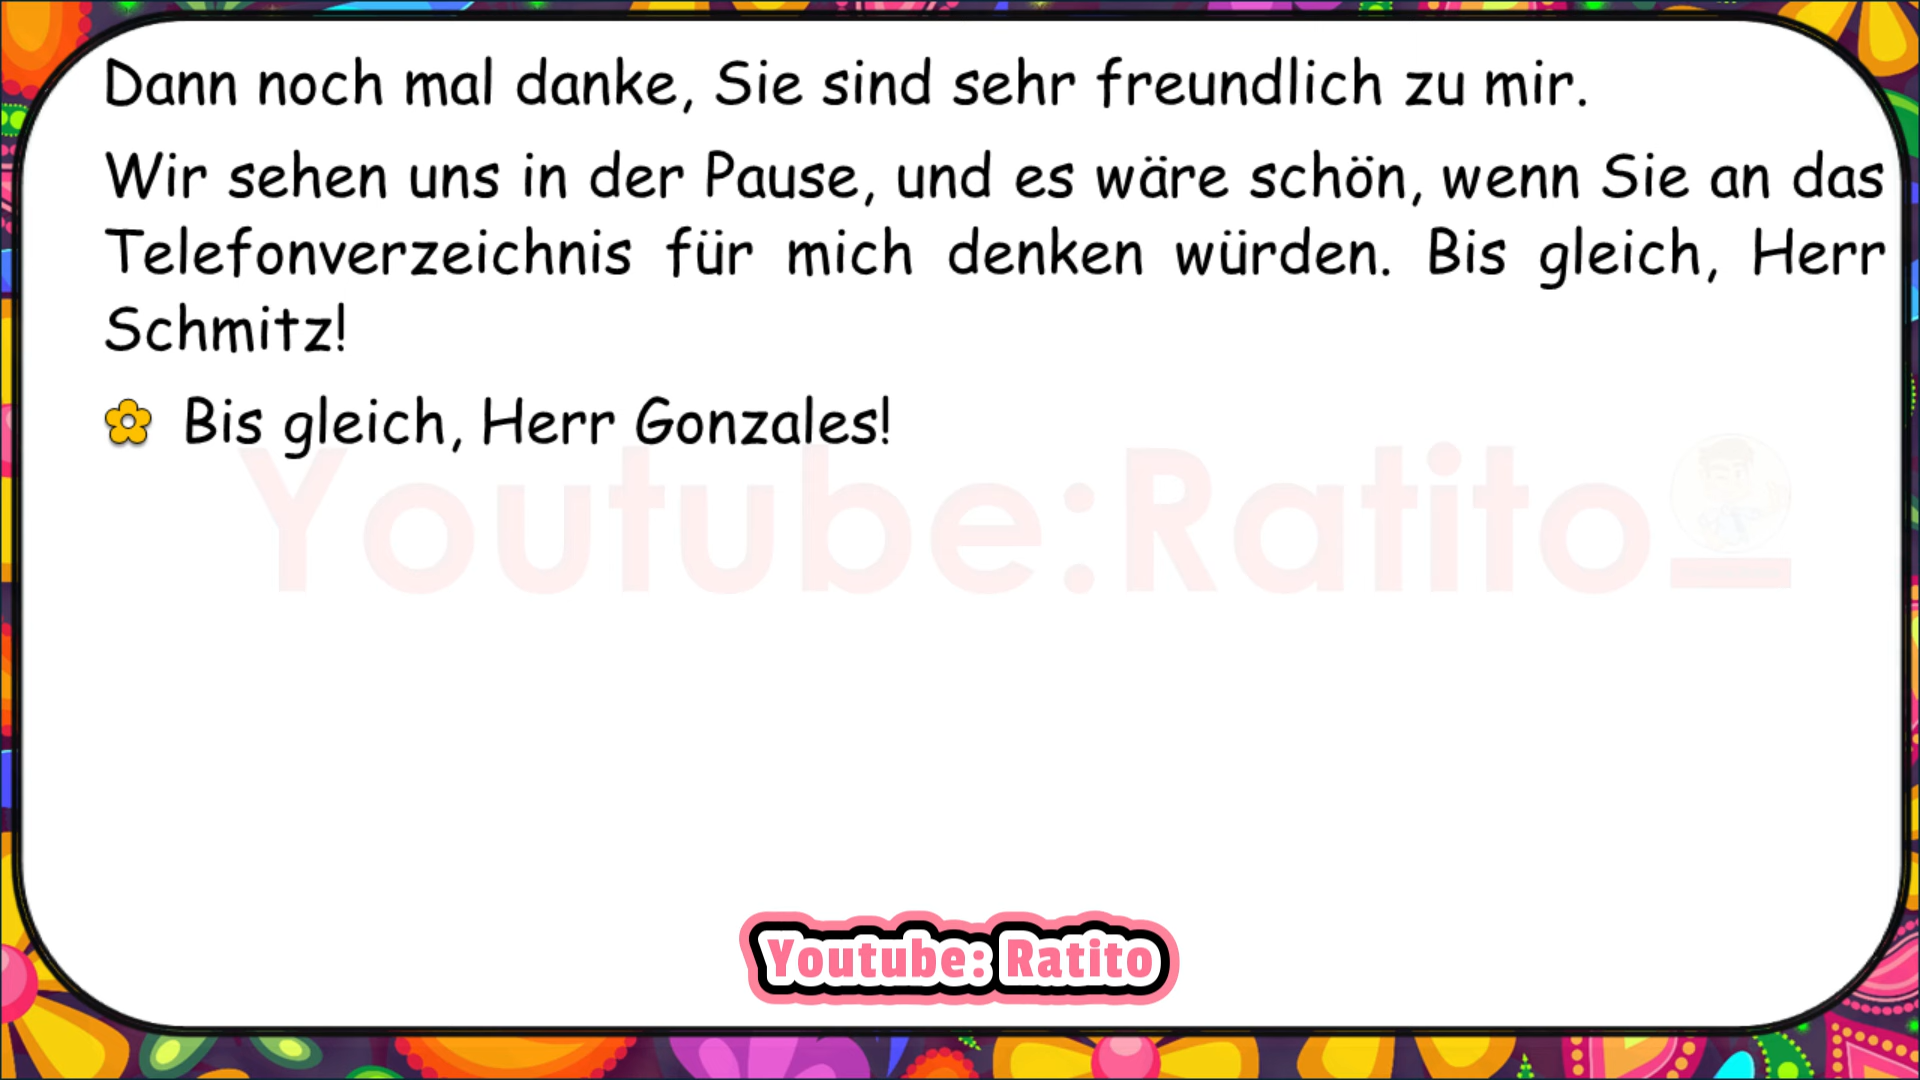 Dann noch mal danke, Sie sind sehr freundlich zu mir.
Wir sehen uns in der Pause, und es wäre schön, wenn Sie an das
Telefonverzeichnis für mich denken würden. Bis gleich, Herr
Schmitz!
Bis gleich, Herr Gonzales!
Youtube:Ratito
Youtube: Ratito